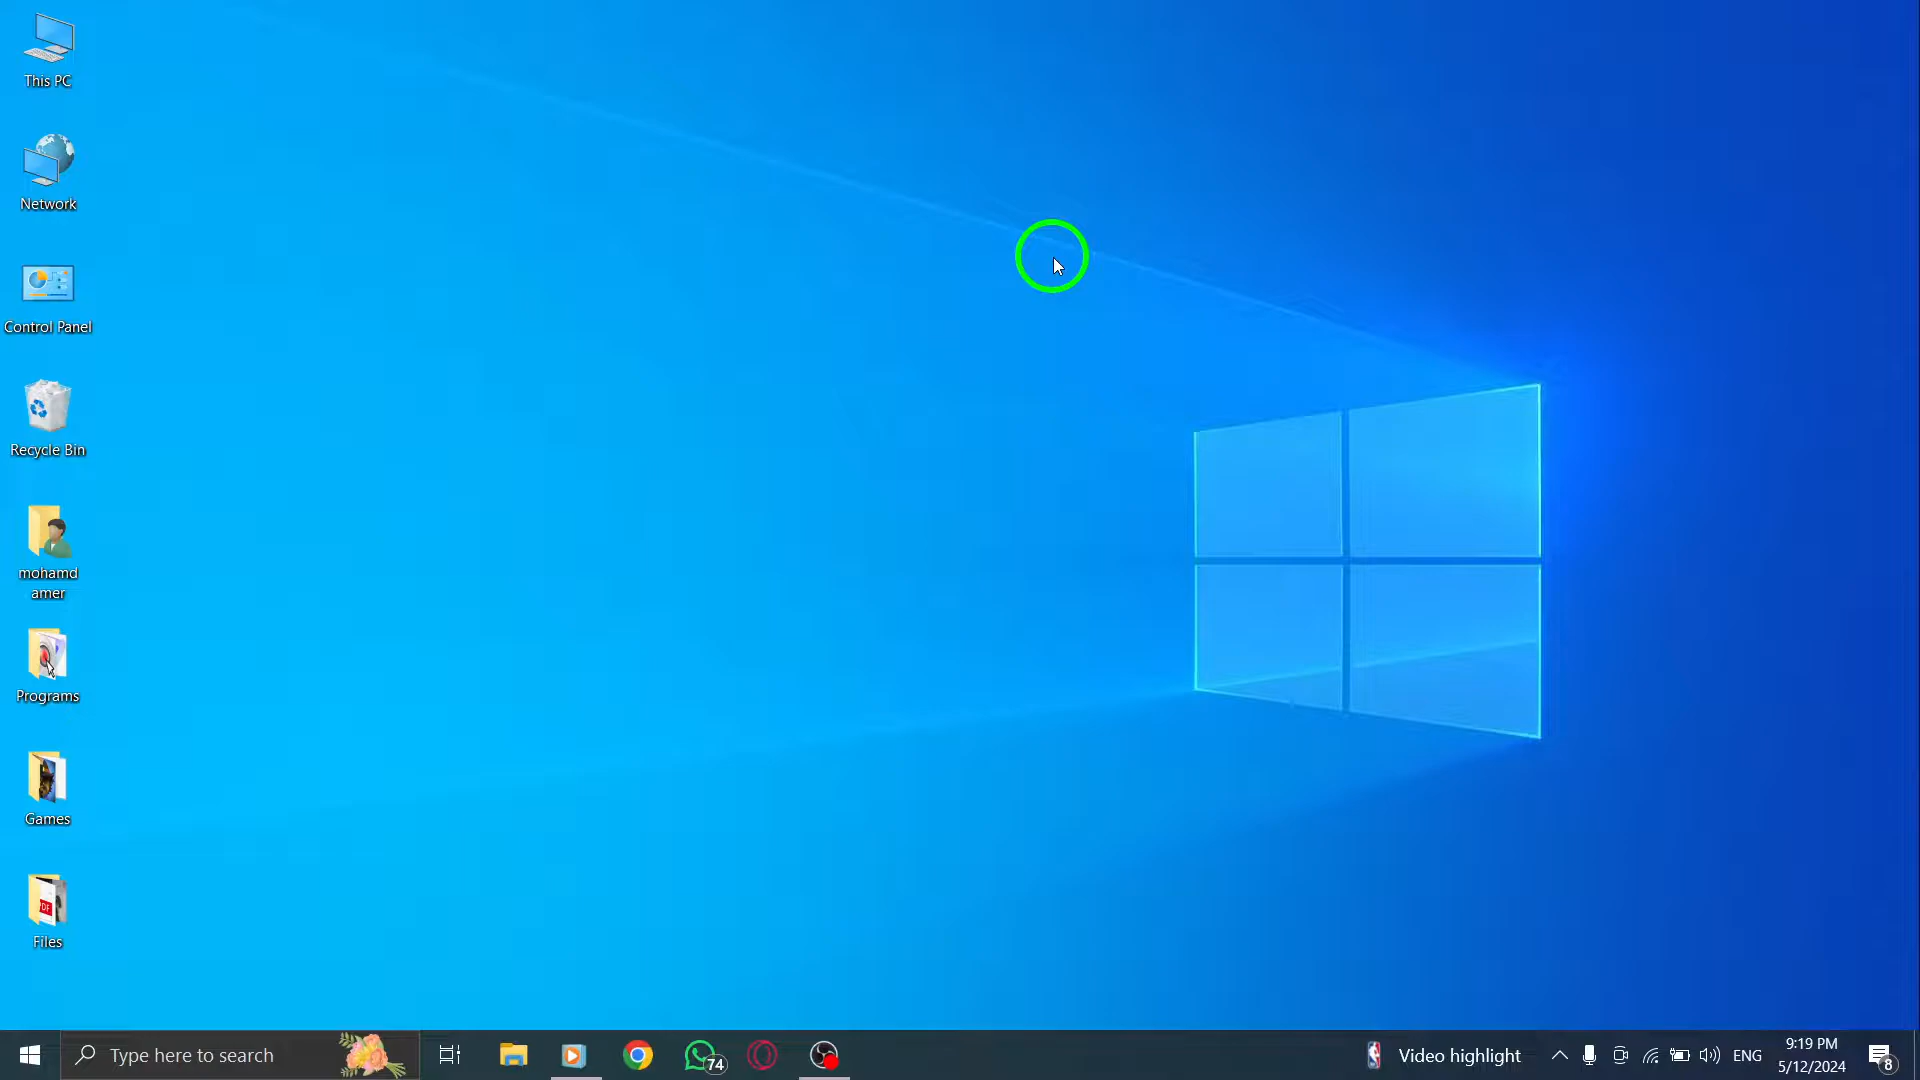 This PC
Network
Control Panel
Recycle Bin
mohamd
amer
Programs
Games
PDF
Files
Type here to search
74
Video highlight
ENG
9:19 PM
5/12/2024
8